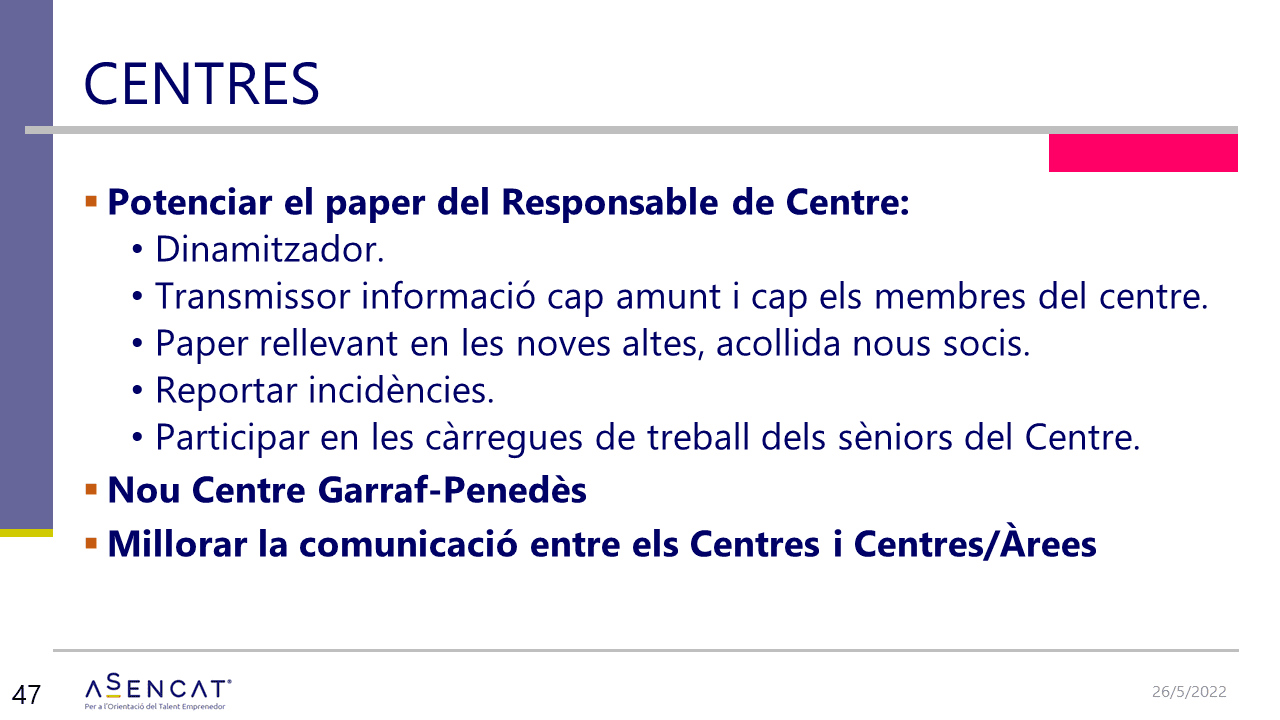 CENTRES
▪ Potenciar el paper del Responsable de Centre:
• Dinamitzador.
• Transmissor informació cap amunt i cap els membres del centre.
• Paper rellevant en les noves altes, acollida nous socis.
• Reportar incidències.
• Participar en les càrregues de treball dels sèniors del Centre.
▪ Nou Centre Garraf-Penedès
▪ Millorar la comunicació entre els Centres i Centres/Àrees
47
ASENCAT®
Per a l'Orientació del Talent Emprenedor
26/5/2022